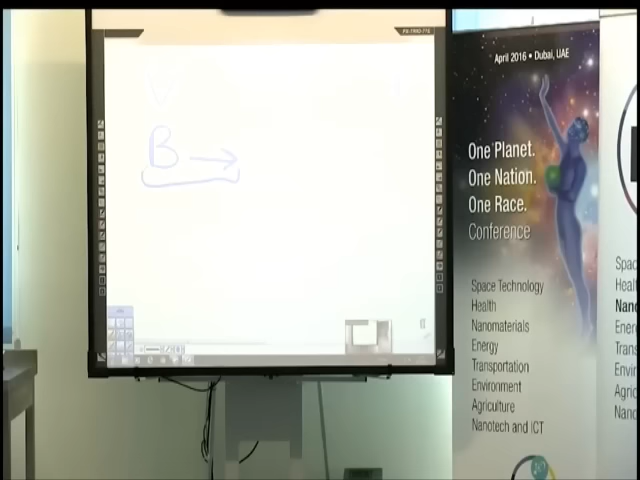 B →
April 2016 • Dubai, UAE
One Planet.
One Nation.
One Race.
Conference
Space Technology
Health
Nanomaterials
Energy
Transportation
Environment
Agriculture
Nanotech and ICT